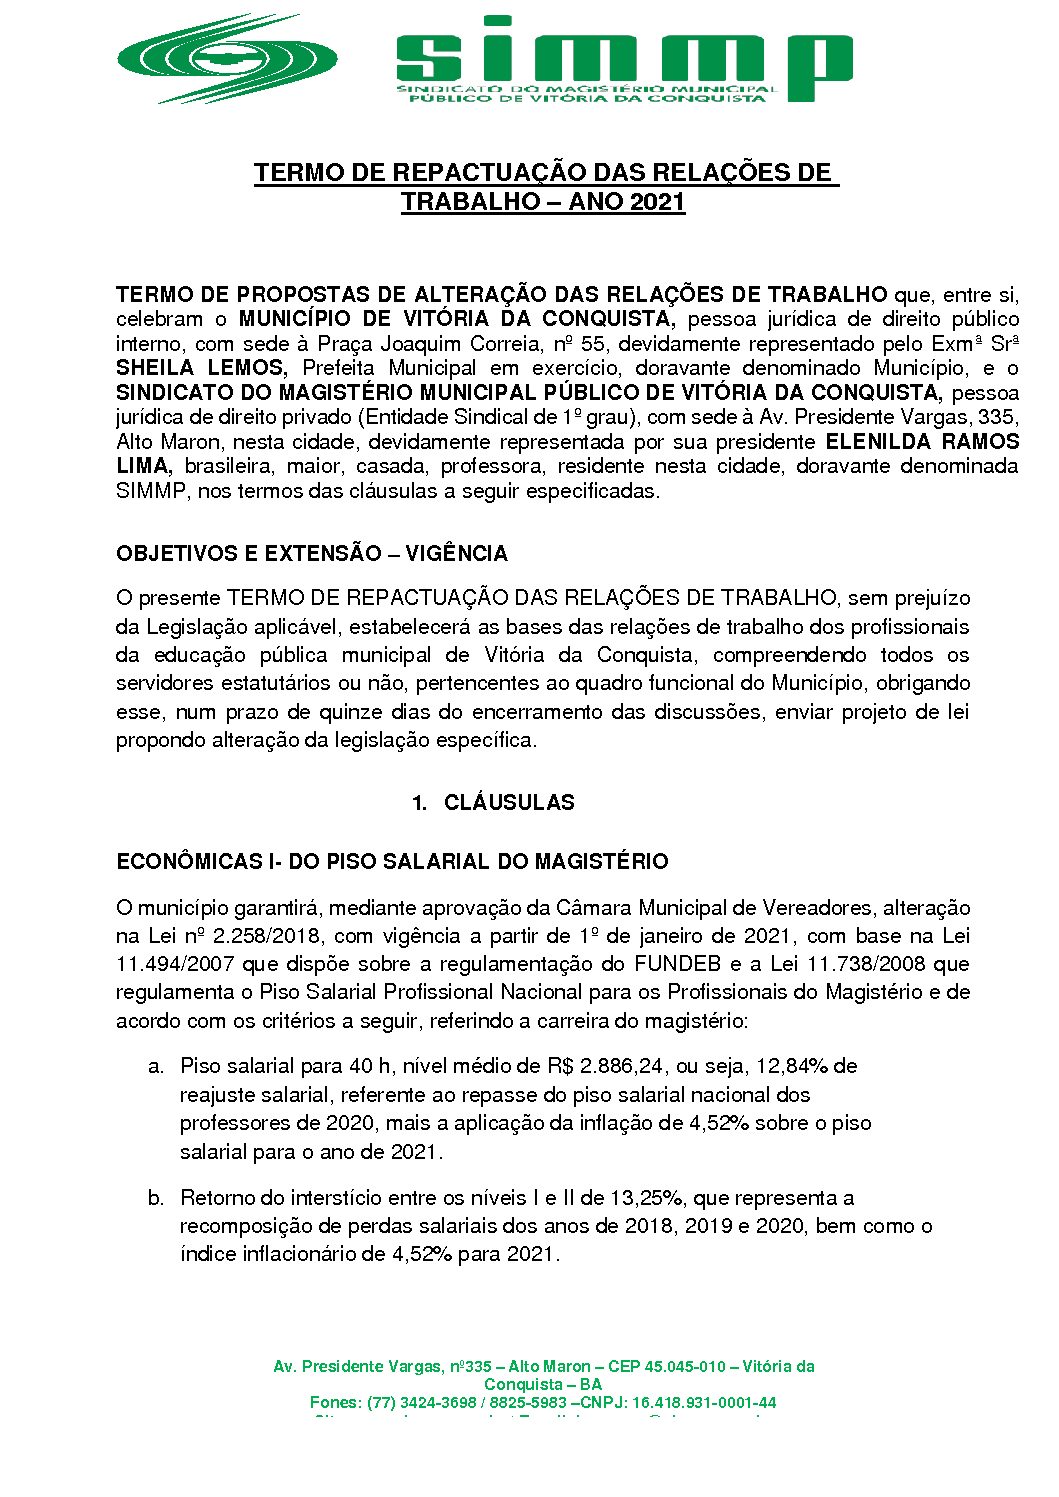 simmp
SINDICATO DO MAGISTÉRIO MUNICIPAL
PÚBLICO DE VITÓRIA DA CONQUISTA
TERMO DE REPACTUAÇÃO DAS RELAÇÕES DE
TRABALHO – ANO 2021
TERMO DE PROPOSTAS DE ALTERAÇÃO DAS RELAÇÕES DE TRABALHO que, entre si,
celebram o MUNICÍPIO DE VITÓRIA DA CONQUISTA, pessoa jurídica de direito público
interno, com sede à Praça Joaquim Correia, nº 55, devidamente representado pelo Exmª Srª
SHEILA LEMOS, Prefeita Municipal em exercício, doravante denominado Município, e o
SINDICATO DO MAGISTÉRIO MUNICIPAL PÚBLICO DE VITÓRIA DA CONQUISTA, pessoa
jurídica de direito privado (Entidade Sindical de 1º grau), com sede à Av. Presidente Vargas, 335,
Alto Maron, nesta cidade, devidamente representada por sua presidente ELENILDA RAMOS
LIMA, brasileira, maior, casada, professora, residente nesta cidade, doravante denominada
SIMMP, nos termos das cláusulas a seguir especificadas.
OBJETIVOS E EXTENSÃO – VIGÊNCIA
O presente TERMO DE REPACTUAÇÃO DAS RELAÇÕES DE TRABALHO, sem prejuízo
da Legislação aplicável, estabelecerá as bases das relações de trabalho dos profissionais
da educação pública municipal de Vitória da Conquista, compreendendo todos os
servidores estatutários ou não, pertencentes ao quadro funcional do Município, obrigando
esse, num prazo de quinze dias do encerramento das discussões, enviar projeto de lei
propondo alteração da legislação específica.
1. CLÁUSULAS
ECONÔMICAS I- DO PISO SALARIAL DO MAGISTÉRIO
O município garantirá, mediante aprovação da Câmara Municipal de Vereadores, alteração
na Lei nº 2.258/2018, com vigência a partir de 1º de janeiro de 2021, com base na Lei
11.494/2007 que dispõe sobre a regulamentação do FUNDEB e a Lei 11.738/2008 que
regulamenta o Piso Salarial Profissional Nacional para os Profissionais do Magistério e de
acordo com os critérios a seguir, referindo a carreira do magistério:
a. Piso salarial para 40 h, nível médio de R$ 2.886,24, ou seja, 12,84% de
reajuste salarial, referente ao repasse do piso salarial nacional dos
professores de 2020, mais a aplicação da inflação de 4,52% sobre o piso
salarial para o ano de 2021.
b. Retorno do interstício entre os níveis I e II de 13,25%, que representa a
recomposição de perdas salariais dos anos de 2018, 2019 e 2020, bem como o
índice inflacionário de 4,52% para 2021.
Av. Presidente Vargas, nº335 – Alto Maron – CEP 45.045-010 – Vitória da
Conquista – BA
Fones: (77) 3424-3698 / 8825-5983 –CNPJ: 16.418.931-0001-44